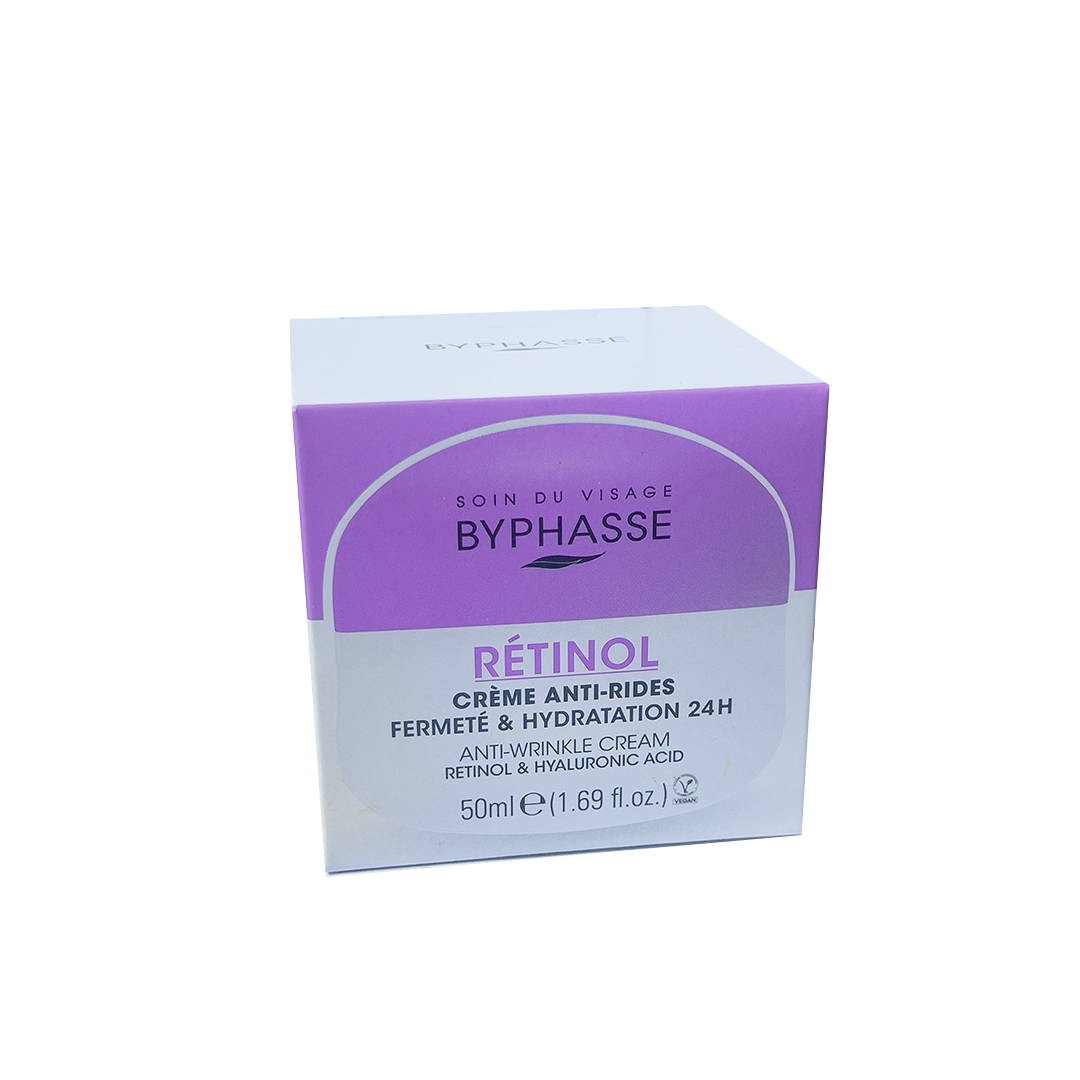 BYPHASSE
SOIN DU VISAGE
BYPHASSE
RÉTINOL
CRÈME ANTI-RIDES
FERMETÉ & HYDRATATION 24H
ANTI-WRINKLE CREAM
RETINOL & HYALURONIC ACID
50ml ℮ (1.69 fl.oz.)
VEGAN